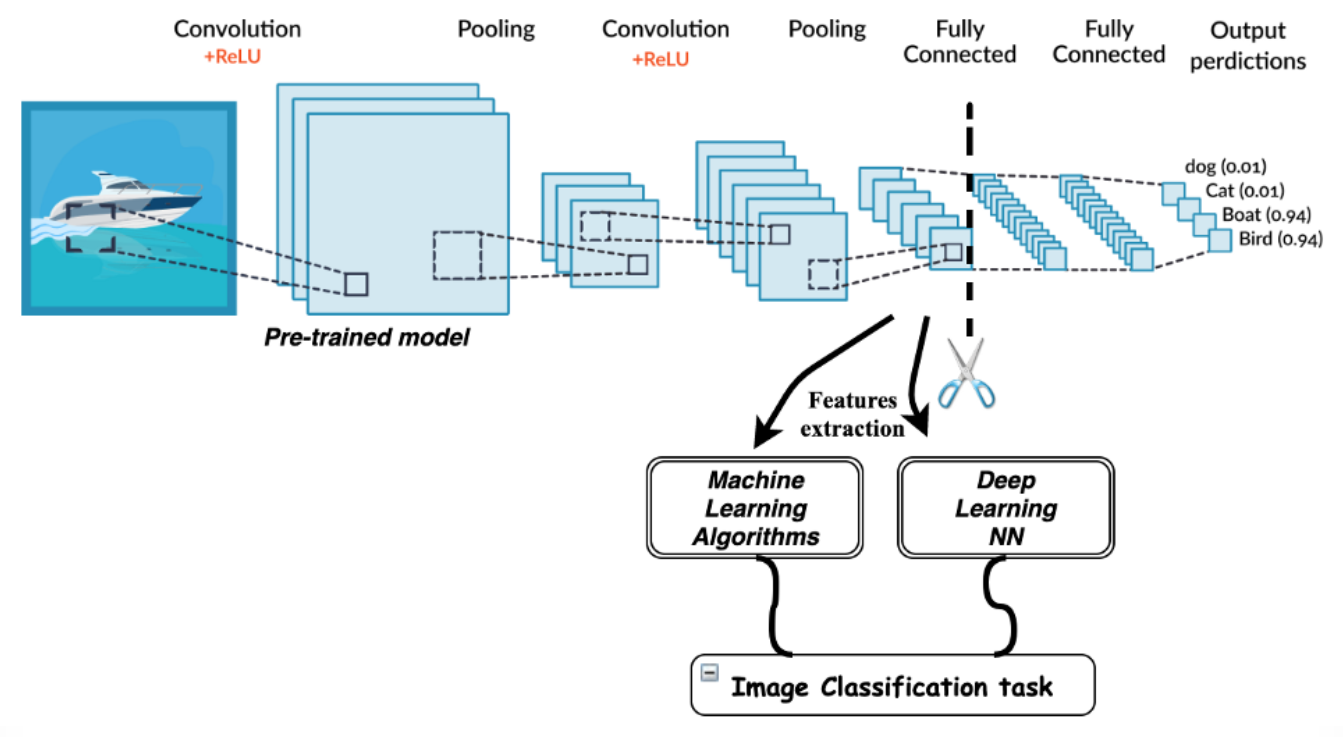 Convolution
+ReLU
Pooling
Convolution
+ReLU
Pooling
Fully
Connected
Fully
Connected
Output
perdictions
dog (0.01)
Cat (0.01)
Boat (0.94)
Bird (0.94)
Pre-trained model
Features
extraction
Machine
Learning
Algorithms
Deep
Learning
NN
Image Classification task